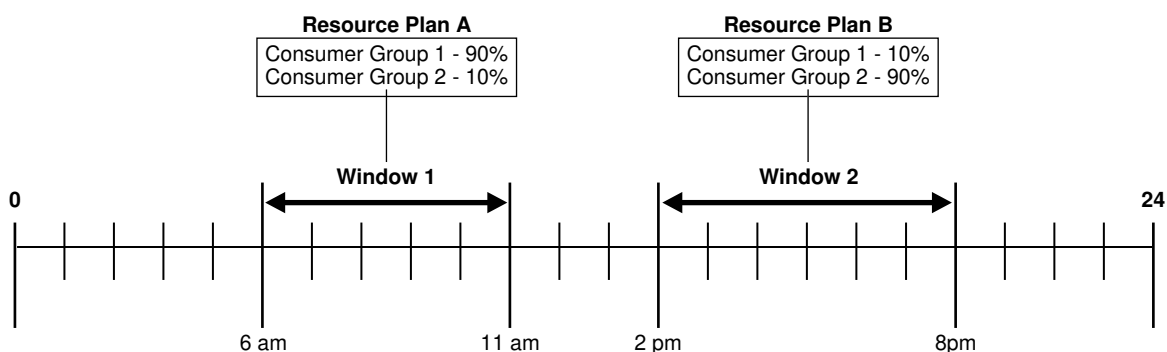 Resource Plan A
Consumer Group 1 - 90%
Consumer Group 2 - 10%
Resource Plan B
Consumer Group 1 - 10%
Consumer Group 2 - 90%
Window 1
Window 2
0
24
6 am
11 am
2 pm
8pm